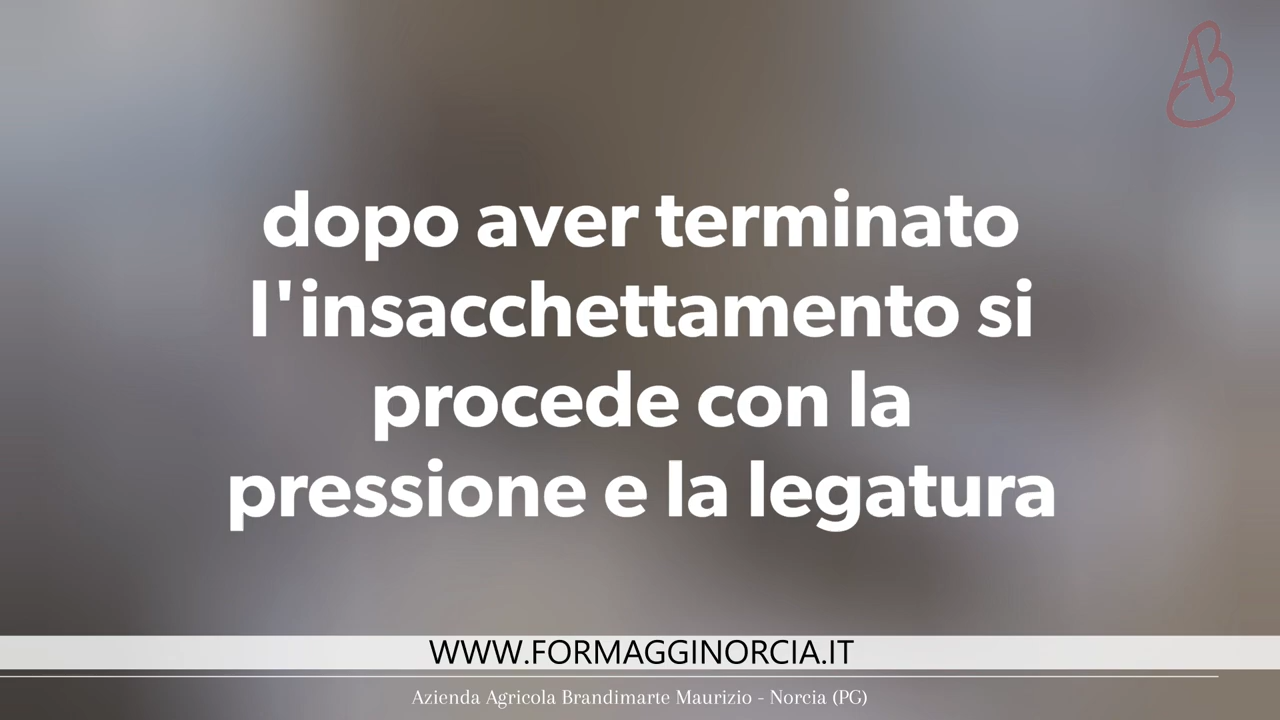 dopo aver terminato
l'insacchettamento si
procede con la
pressione e la legatura
WWW.FORMAGGINORCIA.IT
Azienda Agricola Brandimarte Maurizio - Norcia (PG)